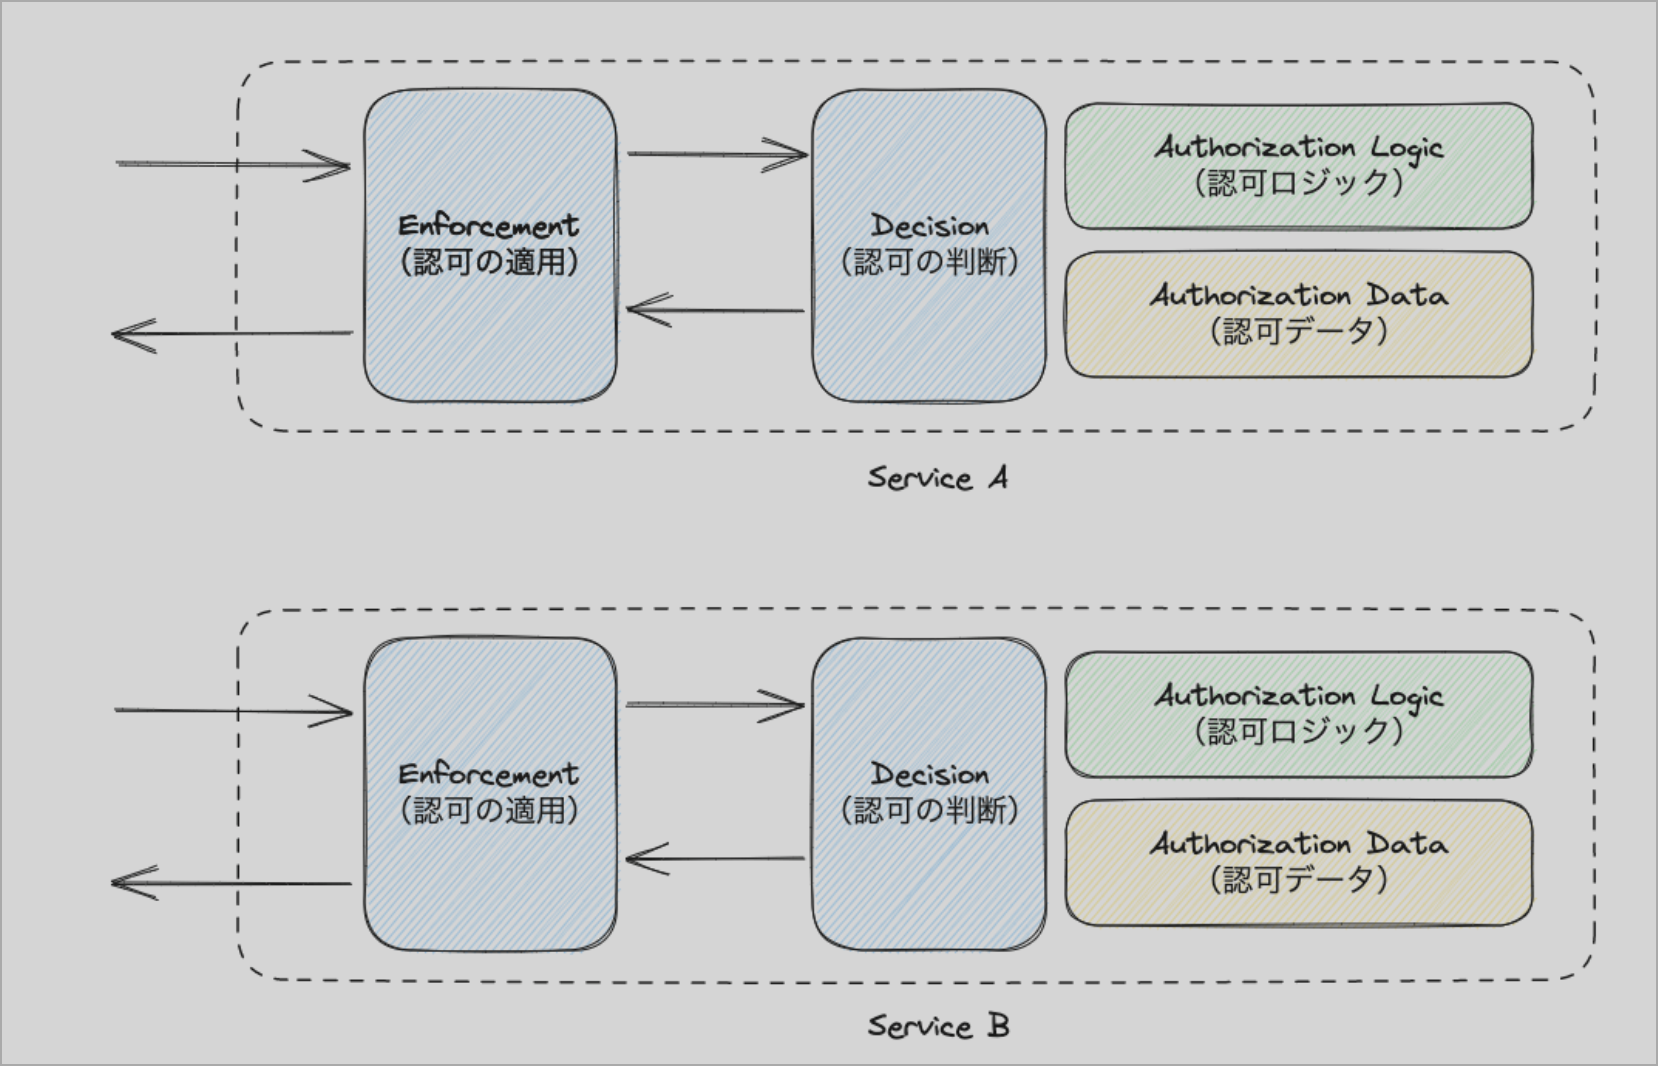 Enforcement
（認可の適用）
Decision
（認可の判断）
Authorization Logic
（認可ロジック）
Authorization Data
（認可データ）
Service A
Enforcement
（認可の適用）
Decision
（認可の判断）
Authorization Logic
（認可ロジック）
Authorization Data
（認可データ）
Service B